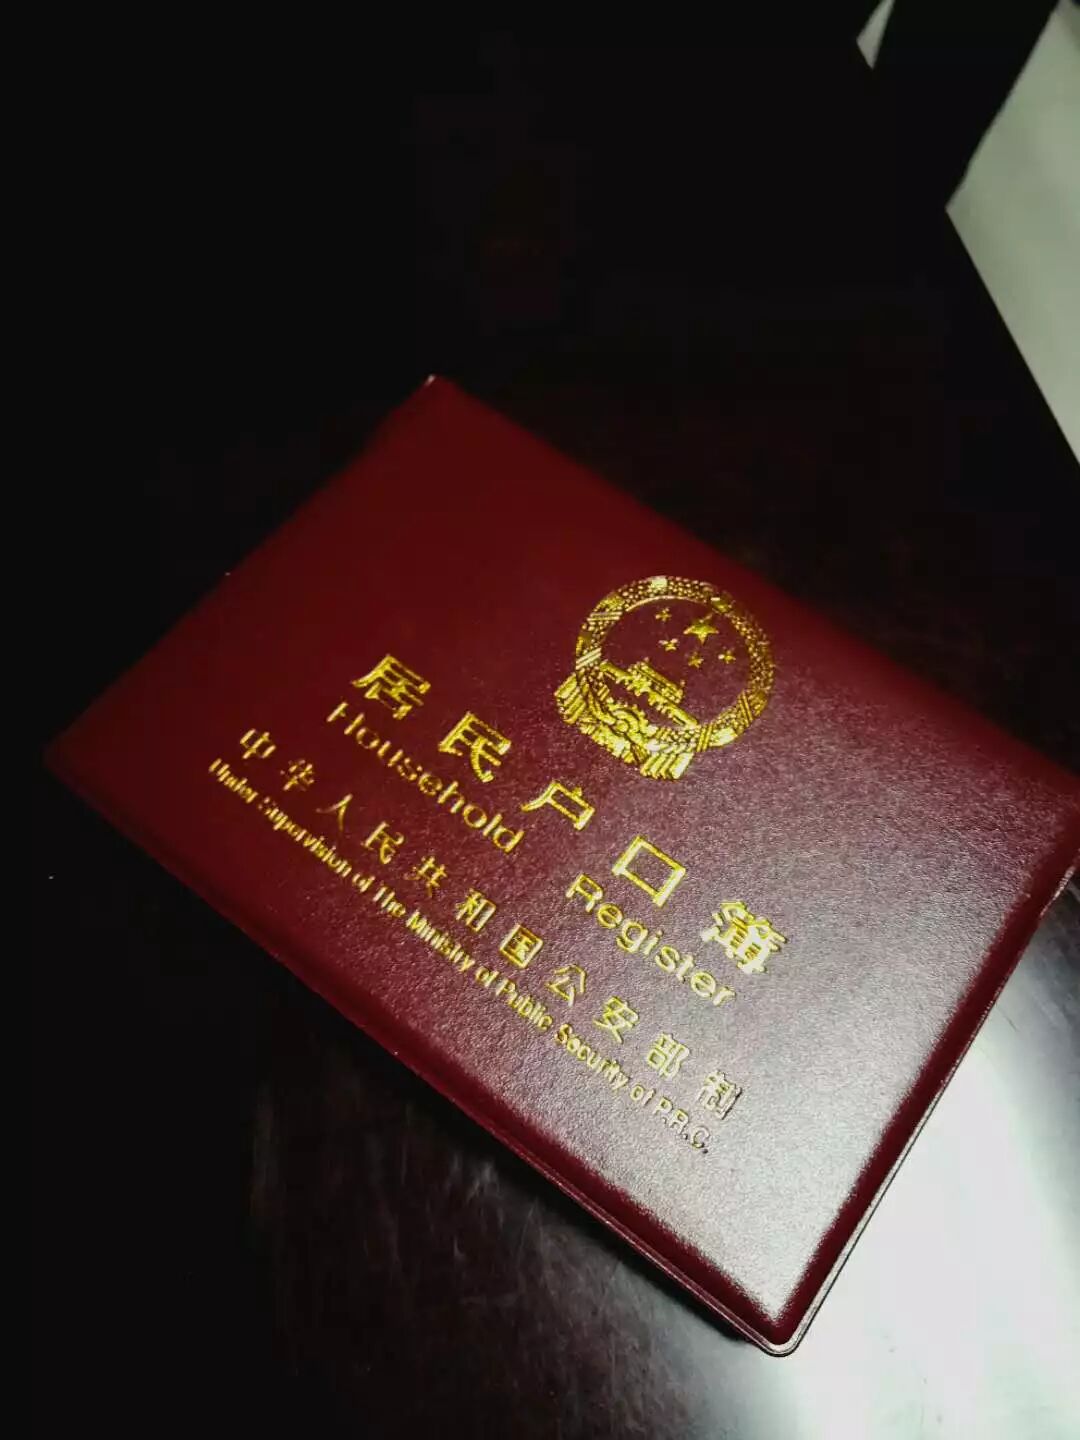 居民户口簿
Household Register
中华人民共和国公安部制
Under Supervision of The Ministry of Public Security of P.R.C.